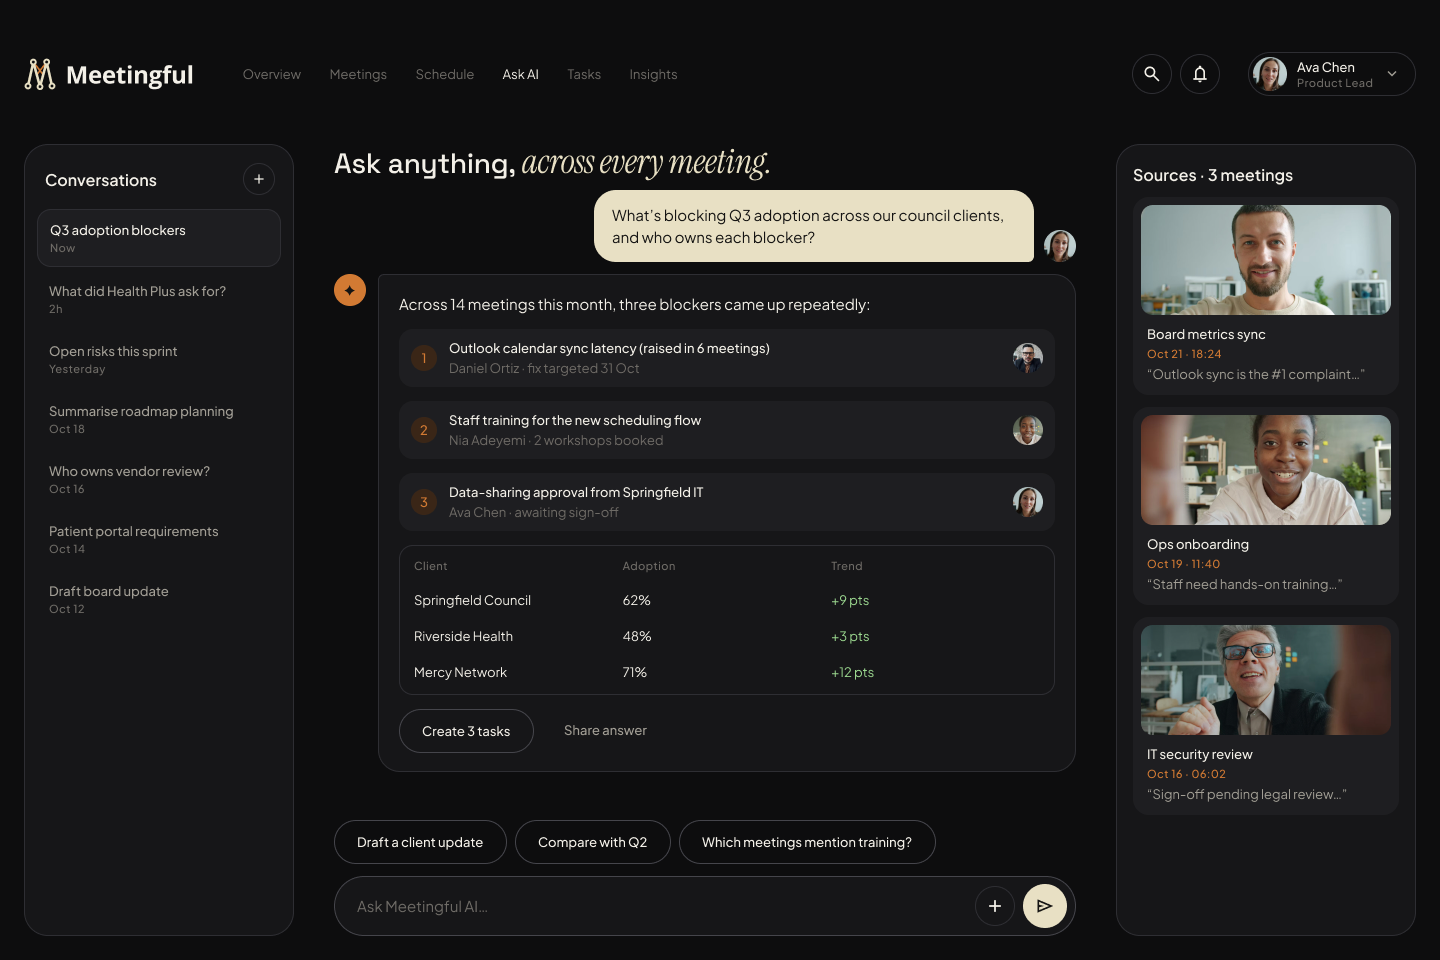 Meetingful
Overview
Meetings
Schedule
Ask AI
Tasks
Insights
Ava Chen
Product Lead
Conversations
Q3 adoption blockers
Now
What did Health Plus ask for?
2h
Open risks this sprint
Yesterday
Summarise roadmap planning
Oct 18
Who owns vendor review?
Oct 16
Patient portal requirements
Oct 14
Draft board update
Oct 12
Ask anything, across every meeting.
What's blocking Q3 adoption across our council clients,
and who owns each blocker?
Across 14 meetings this month, three blockers came up repeatedly:
1
Outlook calendar sync latency (raised in 6 meetings)
Daniel Ortiz · fix targeted 31 Oct
2
Staff training for the new scheduling flow
Nia Adeyemi · 2 workshops booked
3
Data-sharing approval from Springfield IT
Ava Chen · awaiting sign-off
Client Adoption Trend
Springfield Council 62% +9 pts
Riverside Health 48% +3 pts
Mercy Network 71% +12 pts
Create 3 tasks
Share answer
Draft a client update
Compare with Q2
Which meetings mention training?
Ask Meetingful AI…
Sources · 3 meetings
Board metrics sync
Oct 21 · 18:24
“Outlook sync is the #1 complaint…”
Ops onboarding
Oct 19 · 11:40
“Staff need hands-on training…”
IT security review
Oct 16 · 06:02
“Sign-off pending legal review…”